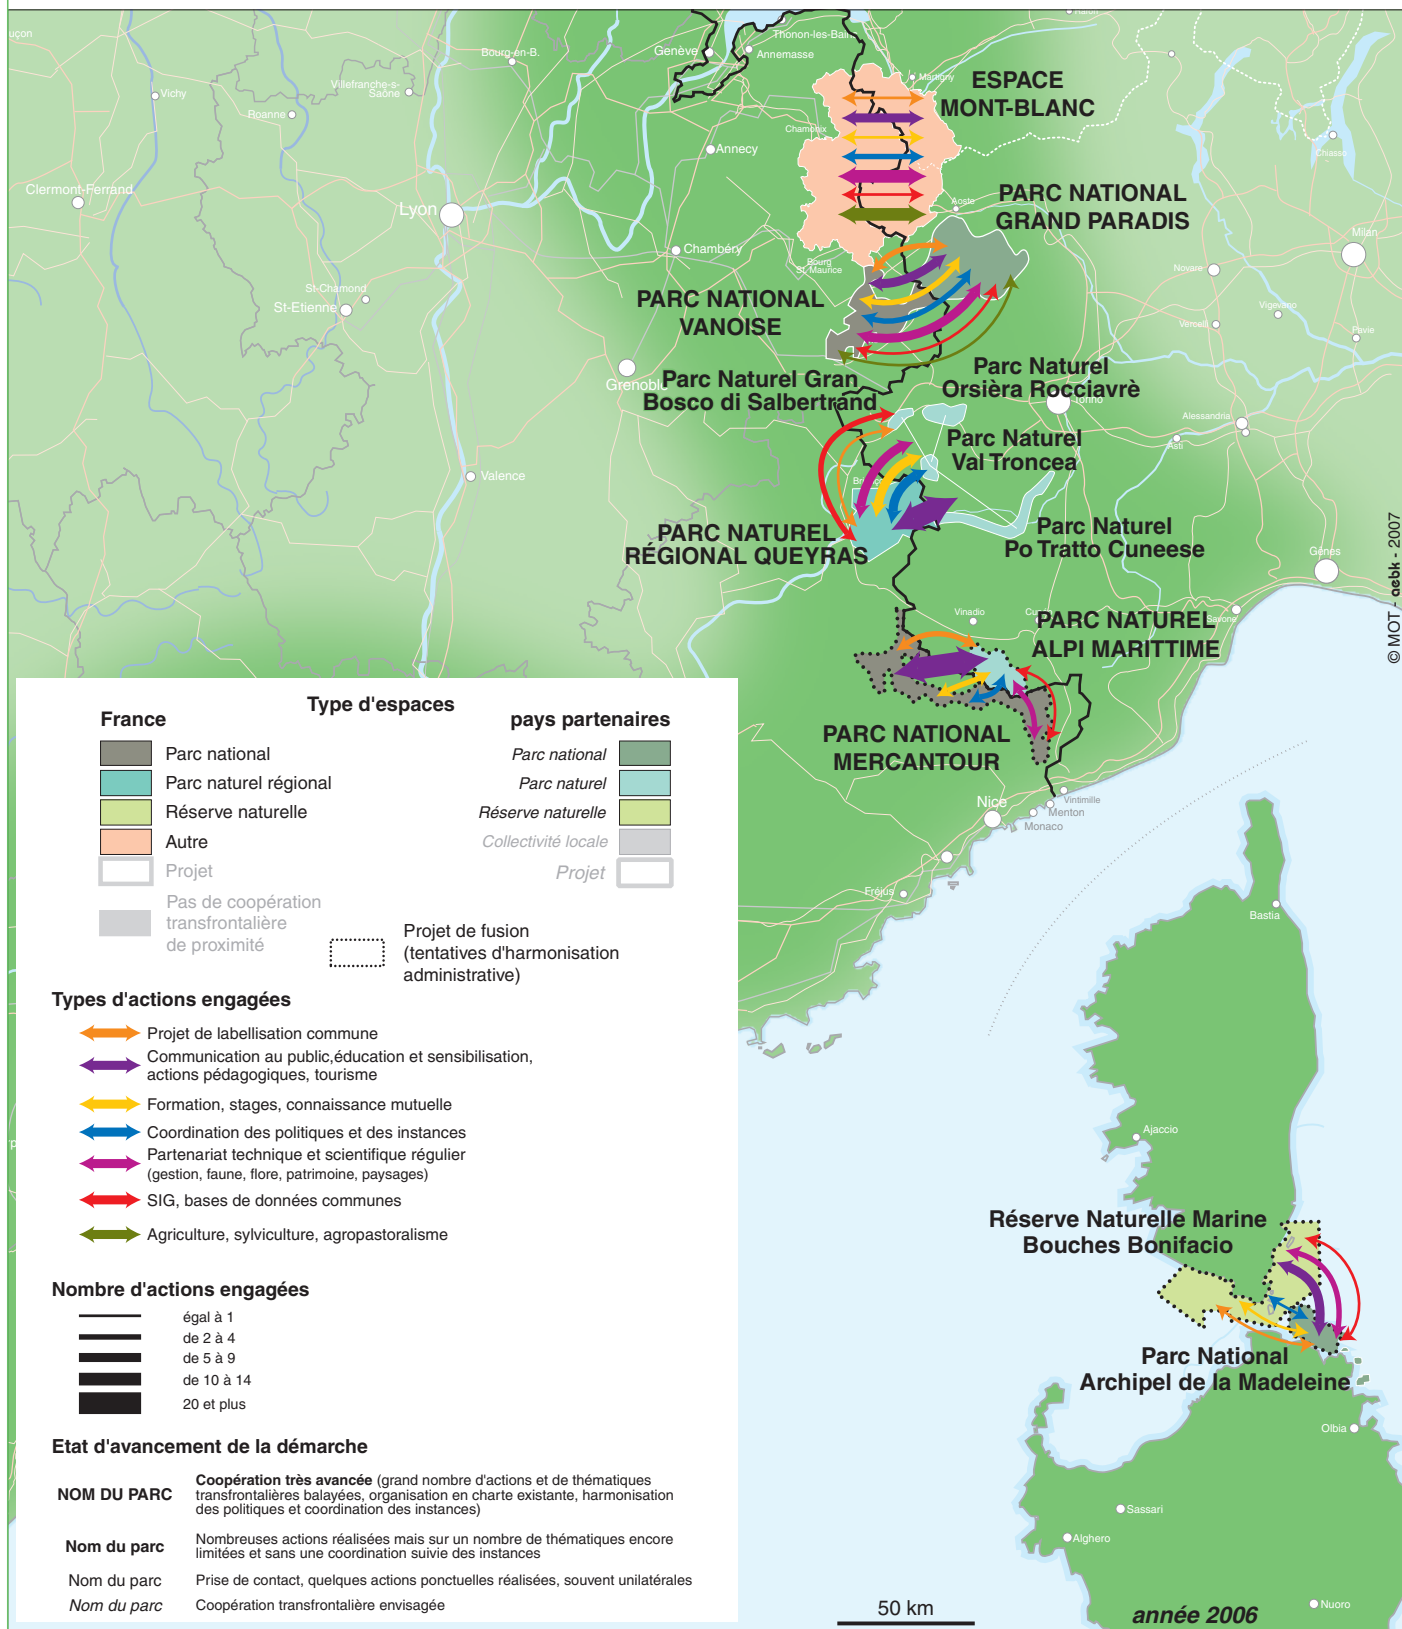 Thonon-les-Bain
Genève
Annemasse
Bourg-en-B.
Martigny
ESPACE
MONT-BLANC
Villefranche-s-
Saône
Vichy
Roanne
Chamonix
Annecy
Chiasso
Clermont-Ferrand
Lyon
PARC NATIONAL
GRAND PARADIS
Aoste
Milan
Chambéry
Bourg
St. Maurice
Novare
St-Chamond
St-Etienne
PARC NATIONAL
VANOISE
Vigevano
Verceil
Pavie
Grenoble
Parc Naturel Gran
Bosco di Salbertrand
Parc Naturel
Orsièra Rocciavrè
Torino
Alessandria
Asti
Parc Naturel
Val Troncea
Valence
PARC NATUREL
RÉGIONAL QUEYRAS
Parc Naturel
Po Tratto Cuneese
Gênes
© MOT - aebk - 2007
Vinadio
PARC NATUREL
ALPI MARITTIME
Savone
PARC NATIONAL
MERCANTOUR
Nice
Vintimille
Menton
Monaco
Fréjus
Bastia
Ajaccio
Réserve Naturelle Marine
Bouches Bonifacio
Parc National
Archipel de la Madeleine
Olbia
Sassari
Alghero
Nuoro
50 km
année 2006
Type d'espaces
France
pays partenaires
Parc national
Parc national
Parc naturel régional
Parc naturel
Réserve naturelle
Réserve naturelle
Autre
Collectivité locale
Projet
Projet
Pas de coopération
transfrontalière
de proximité
Projet de fusion
(tentatives d'harmonisation
administrative)
Types d'actions engagées
Projet de labellisation commune
Communication au public,éducation et sensibilisation,
actions pédagogiques, tourisme
Formation, stages, connaissance mutuelle
Coordination des politiques et des instances
Partenariat technique et scientifique régulier
(gestion, faune, flore, patrimoine, paysages)
SIG, bases de données communes
Agriculture, sylviculture, agropastoralisme
Nombre d'actions engagées
égal à 1
de 2 à 4
de 5 à 9
de 10 à 14
20 et plus
Etat d'avancement de la démarche
NOM DU PARC
Coopération très avancée (grand nombre d'actions et de thématiques
transfrontalières balayées, organisation en charte existante, harmonisation
des politiques et coordination des instances)
Nom du parc
Nombreuses actions réalisées mais sur un nombre de thématiques encore
limitées et sans une coordination suivie des instances
Nom du parc
Prise de contact, quelques actions ponctuelles réalisées, souvent unilatérales
Nom du parc
Coopération transfrontalière envisagée